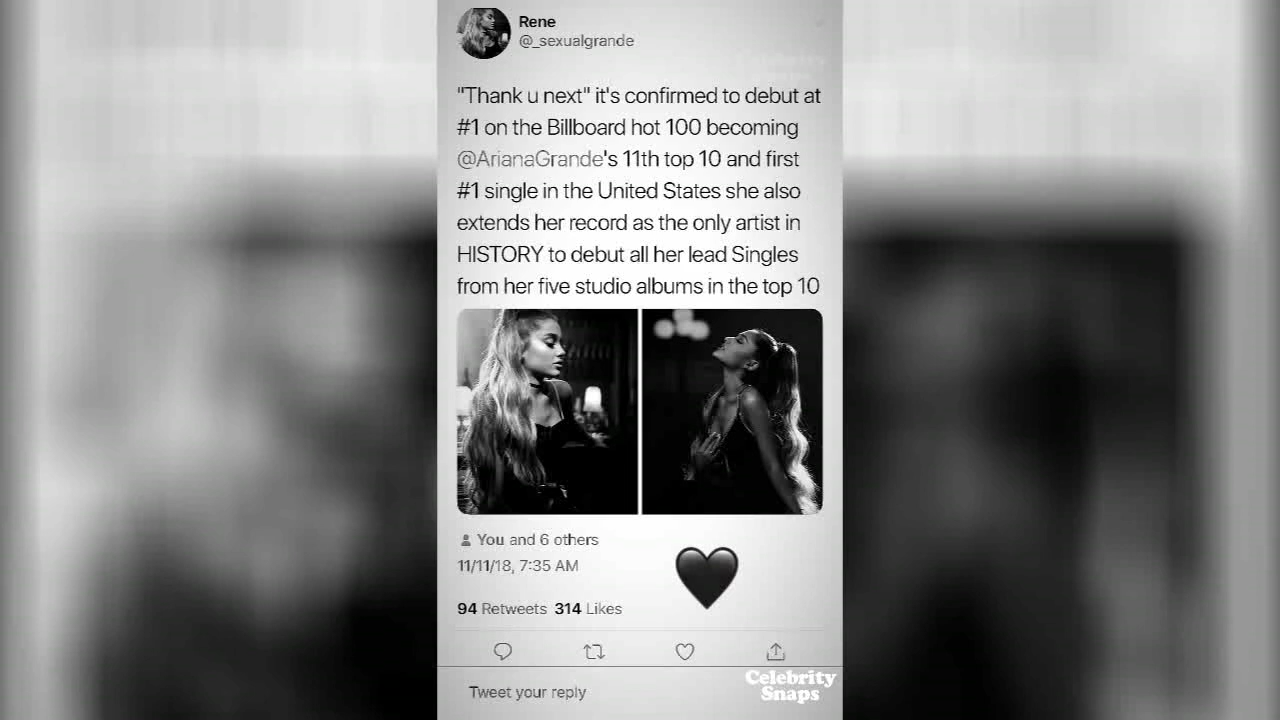 Rene
@_sexualgrande
"Thank u next" it's confirmed to debut at
#1 on the Billboard hot 100 becoming
@ArianaGrande's 11th top 10 and first
#1 single in the United States she also
extends her record as the only artist in
HISTORY to debut all her lead Singles
from her five studio albums in the top 10
You and 6 others
11/11/18, 7:35 AM
94 Retweets 314 Likes
Tweet your reply
Celebrity
Snaps